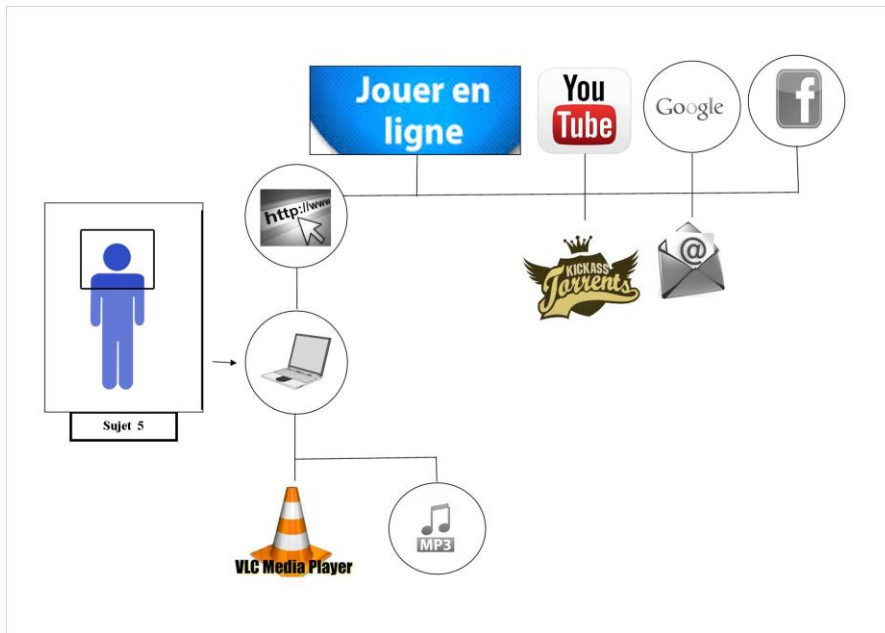 Jouer en
ligne
You
Tube
Google
f
http://www
@
KICKASS
Torrents
Sujet 5
VLC Media Player
MP3